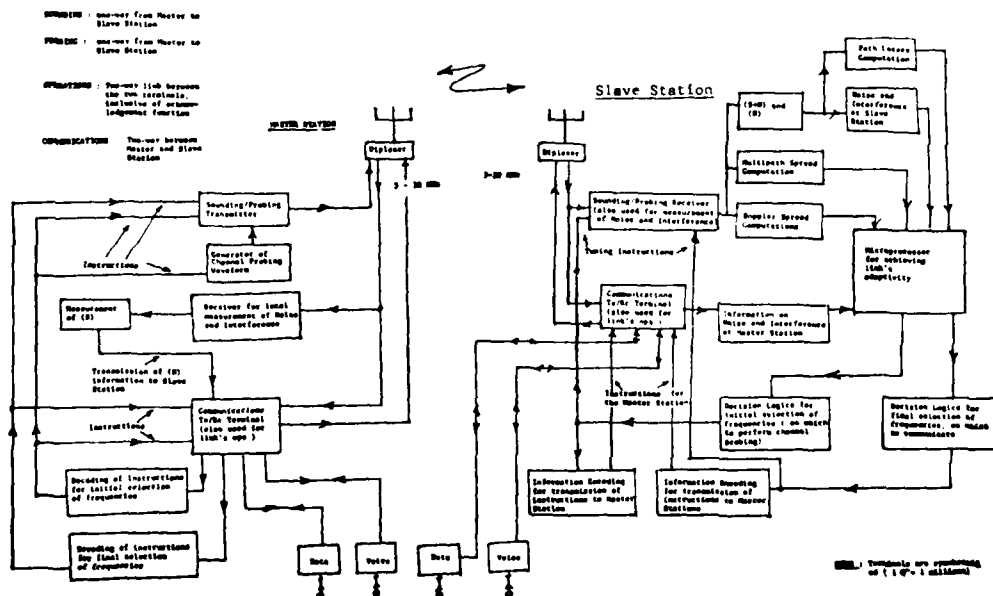 SOUNDING : one-way from Master to
Slave Station
PROBING : one-way from Master to
Slave Station
OPERATIONS : Two-way link between
the two terminals,
inclusive of acknow-
ledgement function
COMMUNICATIONS Two-way between
Master and Slave
Station
MASTER STATION
Diplexer
Sounding/Probing
Transmitter
Instructions
Generator of
Channel Probing
Waveform
Measurement
of (N)
Receiver for local
measurement of Noise
and Interference
Transmission of (N)
information to Slave
Station
Communications
Tx/Rx Terminal
(also used for
link's ops )
Instructions
Decoding of instructions
for initial selection
of frequencies
Decoding of instructions
for final selection
of frequencies
Data
Voice
Slave Station
Diplexer
Sounding/Probing Receiver
(also used for measurement
of Noise and Interference)
Tuning Instructions
Communications
Tx/Rx Terminal
(also used for
link's ops )
(S+N) and
(N)
Path Losses
Computation
Noise and
Interference
at Slave
Station
Multipath Spread
Computation
Doppler Spread
Computations
Microprocessor
for achieving
link's
adaptivity
Information on
Noise and Interference
at Master Station
Instructions for
the Master Station
Decision Logics for
initial selection of
frequencies ( on which
to perform channel
probing)
Decision Logics for
final selection of
frequencies, on which
to communicate
Information Encoding
for transmission of
instructions to Master
Station
Information Encoding
for transmission of
instructions to Master
Stations
Data
Voice
Terminals are